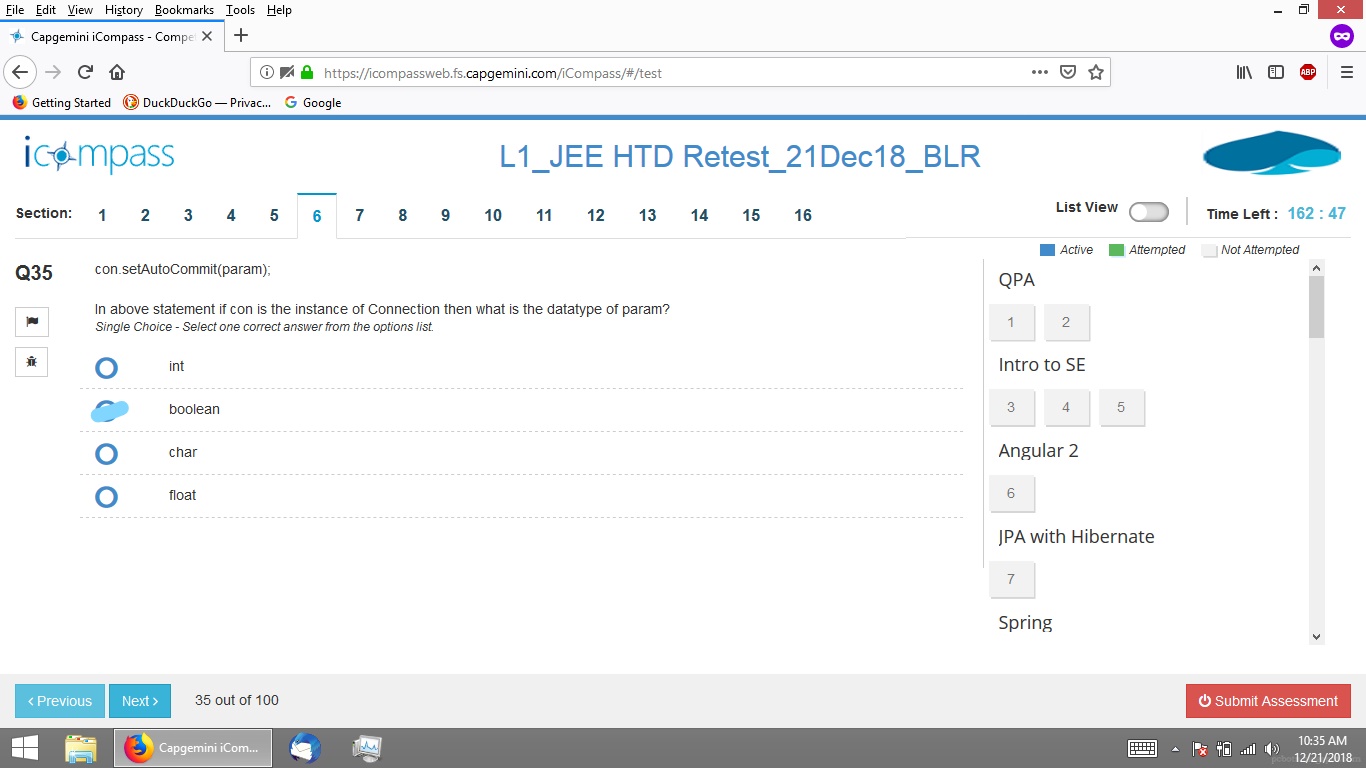 File Edit View History Bookmarks Tools Help
Capgemini iCompass - Compe
https://icompassweb.fs.capgemini.com/iCompass/#/test
ABP
Getting Started DuckDuckGo — Privac... Google
icompass
L1_JEE HTD Retest_21Dec18_BLR
Section: 1 2 3 4 5 6 7 8 9 10 11 12 13 14 15 16
List View
Time Left : 162 : 47
Active Attempted Not Attempted
Q35
con.setAutoCommit(param);
In above statement if con is the instance of Connection then what is the datatype of param?
Single Choice - Select one correct answer from the options list.
int
boolean
char
float
QPA
1 2
Intro to SE
3 4 5
Angular 2
6
JPA with Hibernate
7
Spring
Previous Next 35 out of 100
Submit Assessment
Capgemini iCom...
10:35 AM
12/21/2018